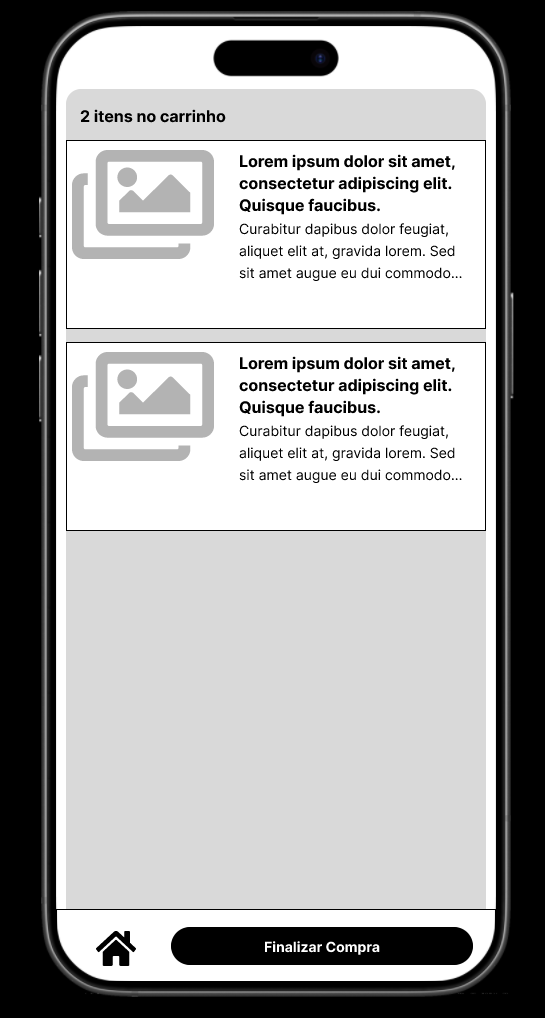 2 itens no carrinho
Lorem ipsum dolor sit amet,
consectetur adipiscing elit.
Quisque faucibus.
Curabitur dapibus dolor feugiat,
aliquet elit at, gravida lorem. Sed
sit amet augue eu dui commodo...
Lorem ipsum dolor sit amet,
consectetur adipiscing elit.
Quisque faucibus.
Curabitur dapibus dolor feugiat,
aliquet elit at, gravida lorem. Sed
sit amet augue eu dui commodo...
Finalizar Compra